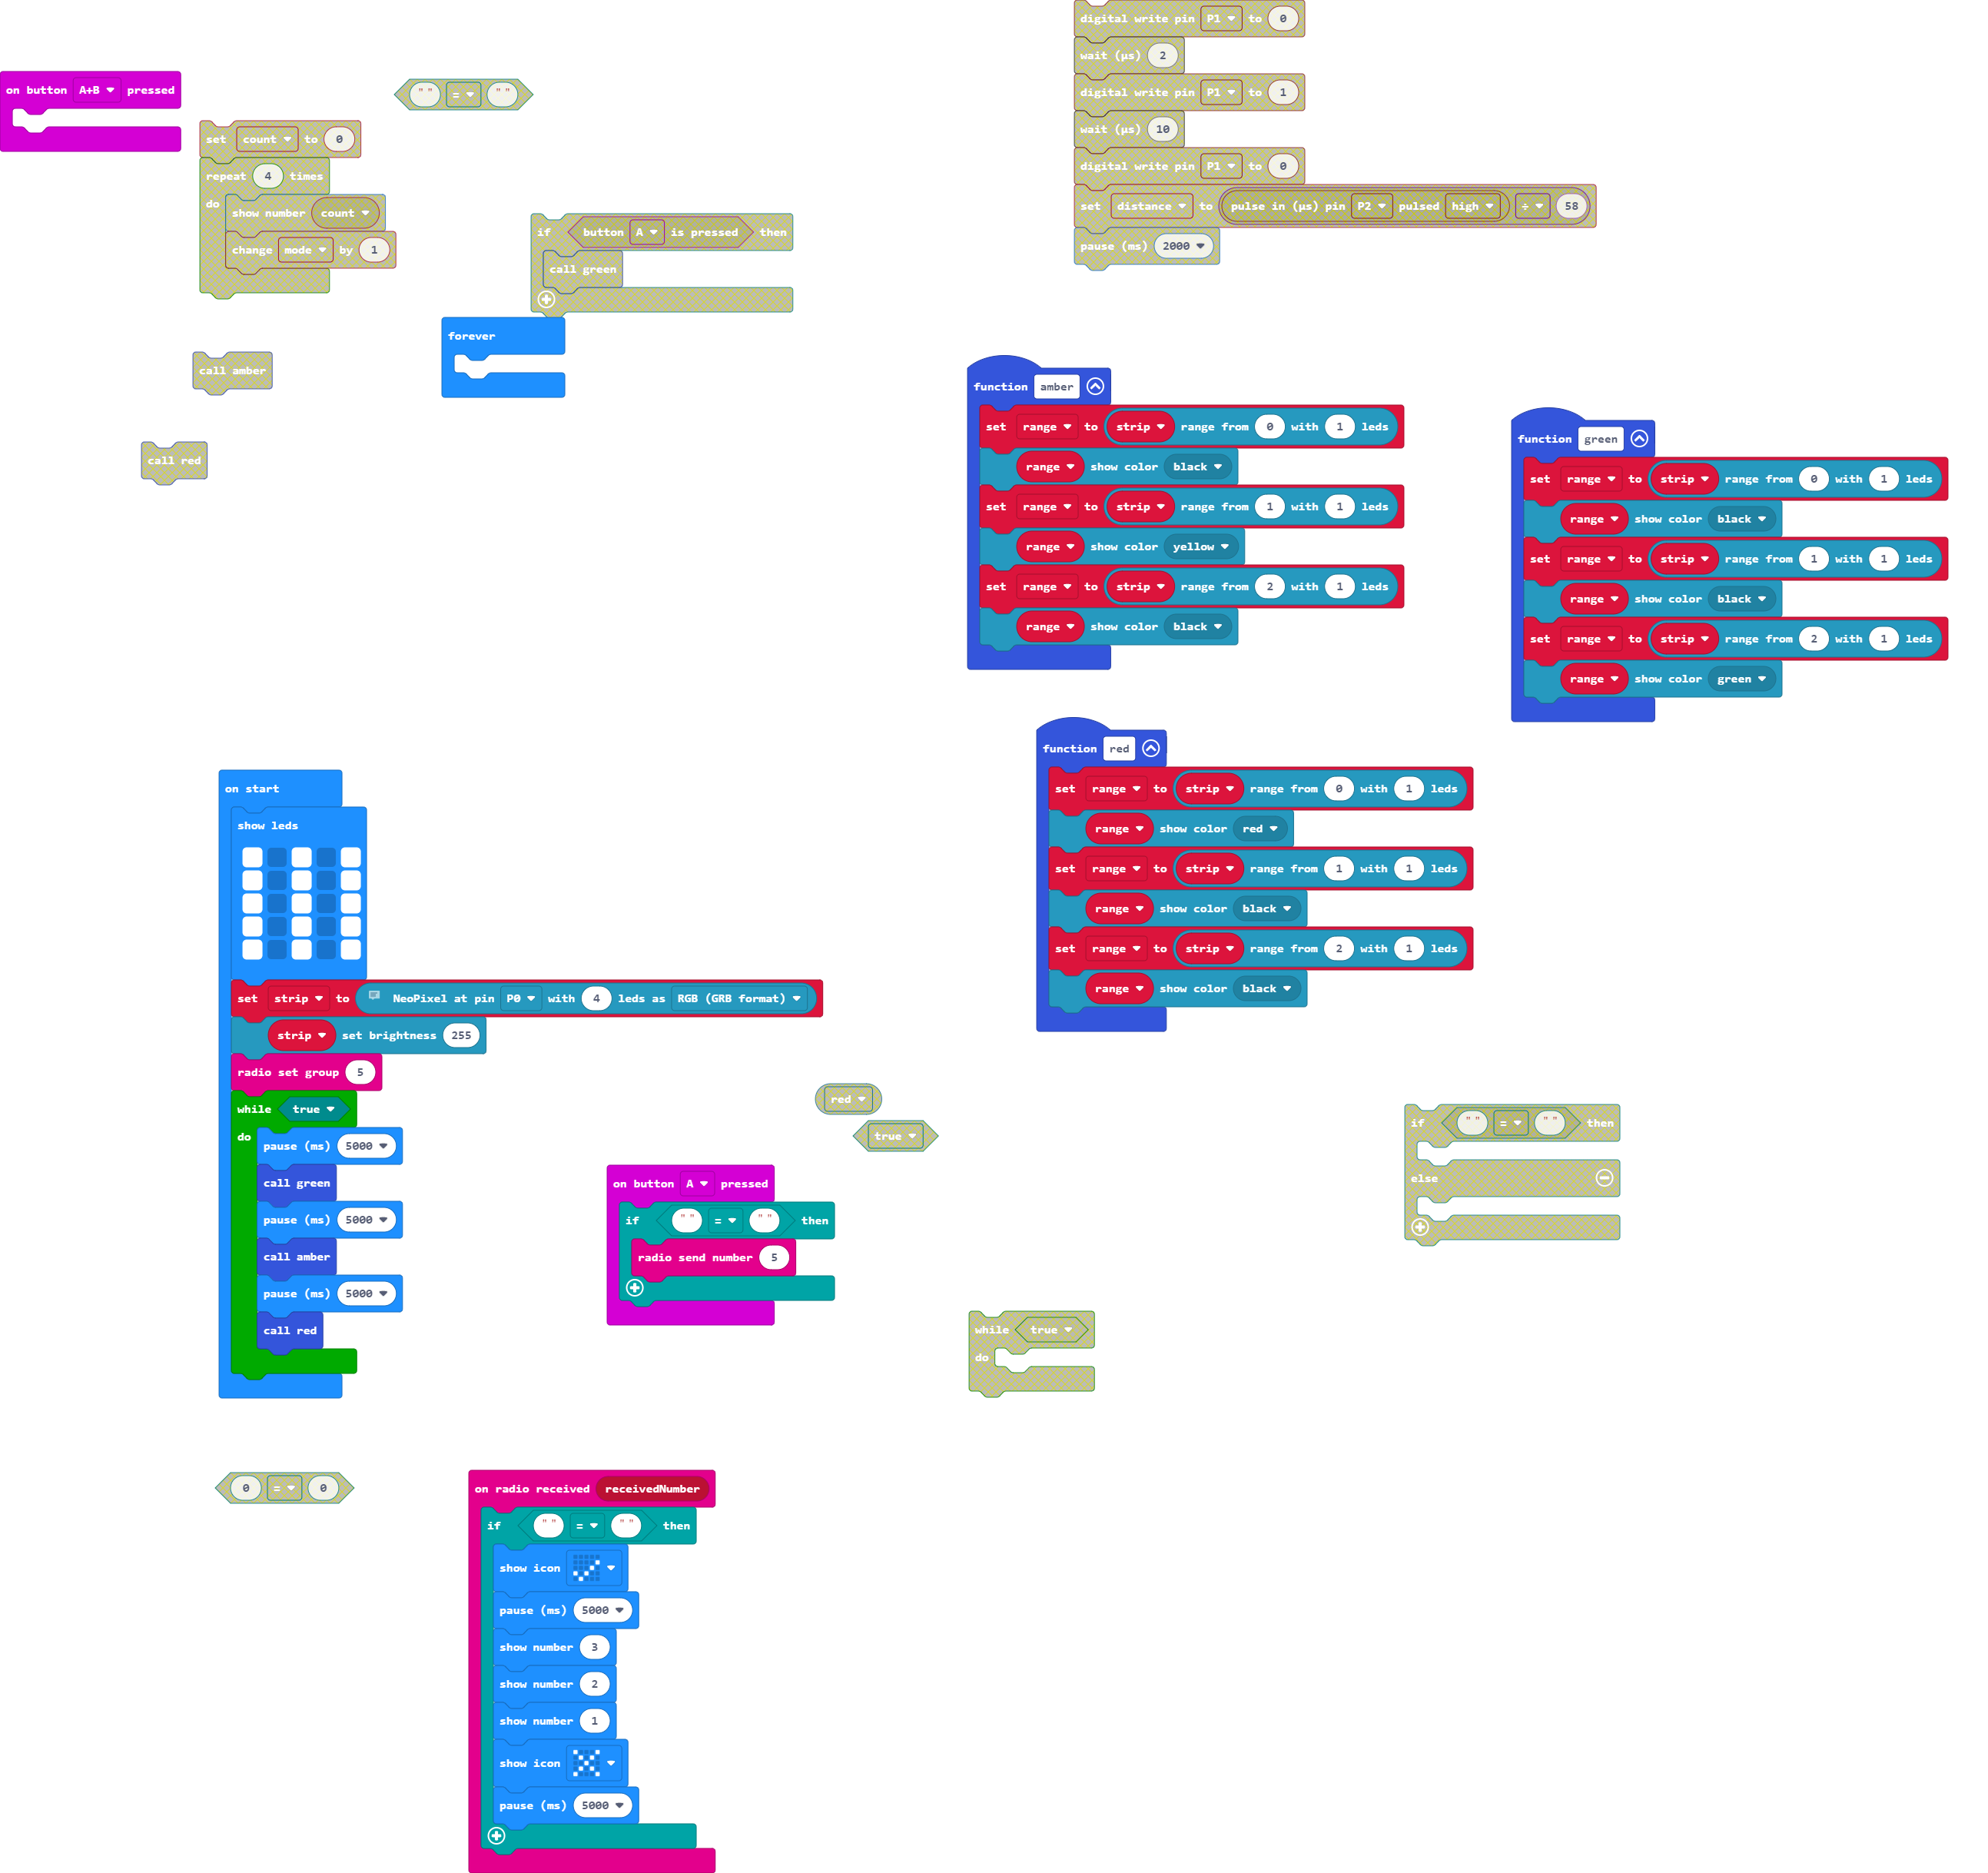 on button A+B pressed
" " = " "
set count to 0
repeat 4 times
do
show number count
change mode by 1
if button A is pressed then
call green
forever
call amber
call red
digital write pin P1 to 0
wait (µs) 2
digital write pin P1 to 1
wait (µs) 10
digital write pin P1 to 0
set distance to pulse in (µs) pin P2 pulsed high ÷ 58
pause (ms) 2000
function amber
set range to strip range from 0 with 1 leds
range show color black
set range to strip range from 1 with 1 leds
range show color yellow
set range to strip range from 2 with 1 leds
range show color black
function green
set range to strip range from 0 with 1 leds
range show color black
set range to strip range from 1 with 1 leds
range show color black
set range to strip range from 2 with 1 leds
range show color green
function red
set range to strip range from 0 with 1 leds
range show color red
set range to strip range from 1 with 1 leds
range show color black
set range to strip range from 2 with 1 leds
range show color black
on start
show leds
set strip to NeoPixel at pin P0 with 4 leds as RGB (GRB format)
strip set brightness 255
radio set group 5
while true
do
pause (ms) 5000
call green
pause (ms) 5000
call amber
pause (ms) 5000
call red
red
true
on button A pressed
if " " = " " then
radio send number 5
if " " = " " then
else
while true
do
0 = 0
on radio received receivedNumber
if " " = " " then
show icon
pause (ms) 5000
show number 3
show number 2
show number 1
show icon
pause (ms) 5000